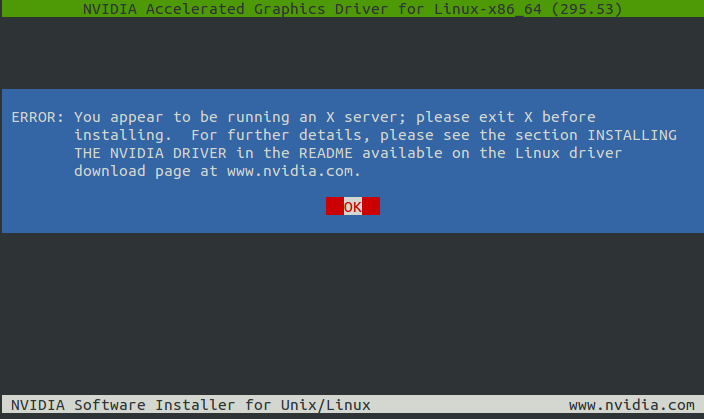 NVIDIA Accelerated Graphics Driver for Linux-x86_64 (295.53)
ERROR: You appear to be running an X server; please exit X before
installing.  For further details, please see the section INSTALLING
THE NVIDIA DRIVER in the README available on the Linux driver
download page at www.nvidia.com.
OK
NVIDIA Software Installer for Unix/Linux www.nvidia.com